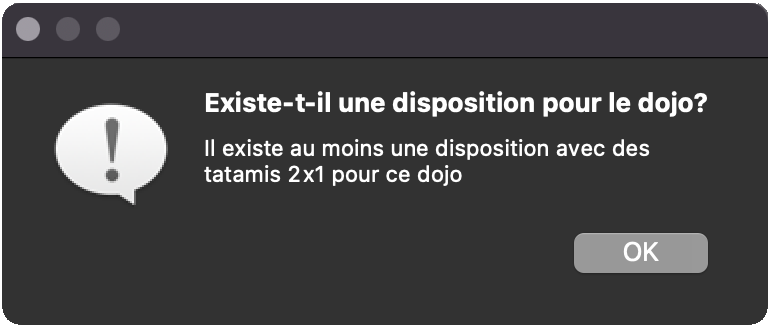 Existe-t-il une disposition pour le dojo?
Il existe au moins une disposition avec des
tatamis 2x1 pour ce dojo
OK